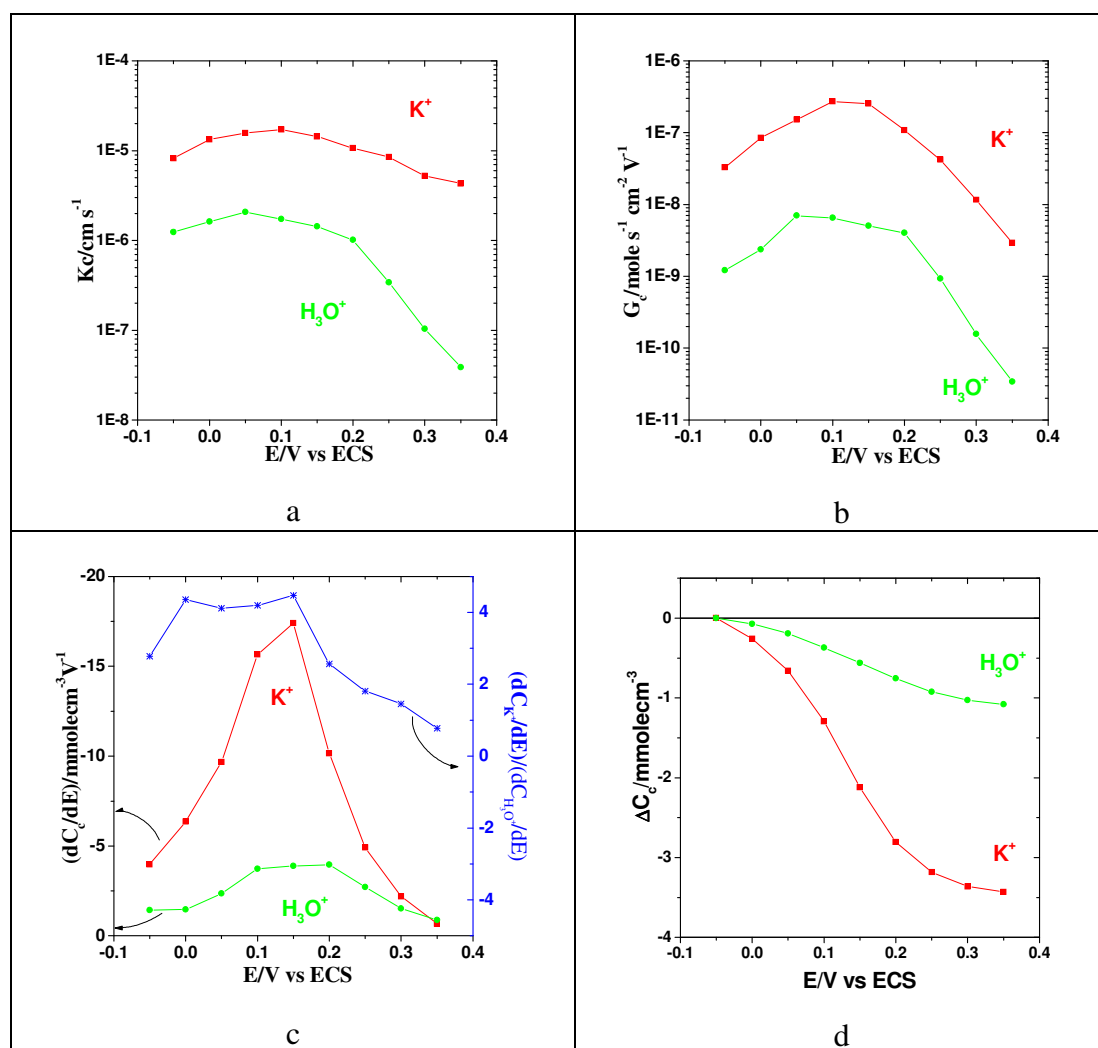 1E-4
1E-5
1E-6
1E-7
1E-8
Kc/cm s⁻¹
K⁺
H₃O⁺
-0.1 0.0 0.1 0.2 0.3 0.4
E/V vs ECS
a
1E-6
1E-7
1E-8
1E-9
1E-10
1E-11
G_c/mole s⁻¹ cm⁻² V⁻¹
K⁺
H₃O⁺
-0.1 0.0 0.1 0.2 0.3 0.4
E/V vs ECS
b
-20
-15
-10
-5
0
(dC_c/dE)/mmolecm⁻³V⁻¹
K⁺
H₃O⁺
4
2
0
-2
-4
(dC_K⁺/dE)/(dC_H₃O⁺/dE)
-0.1 0.0 0.1 0.2 0.3 0.4
E/V vs ECS
c
0
-1
-2
-3
-4
ΔC_c/mmolecm⁻³
H₃O⁺
K⁺
-0.1 0.0 0.1 0.2 0.3 0.4
E/V vs ECS
d